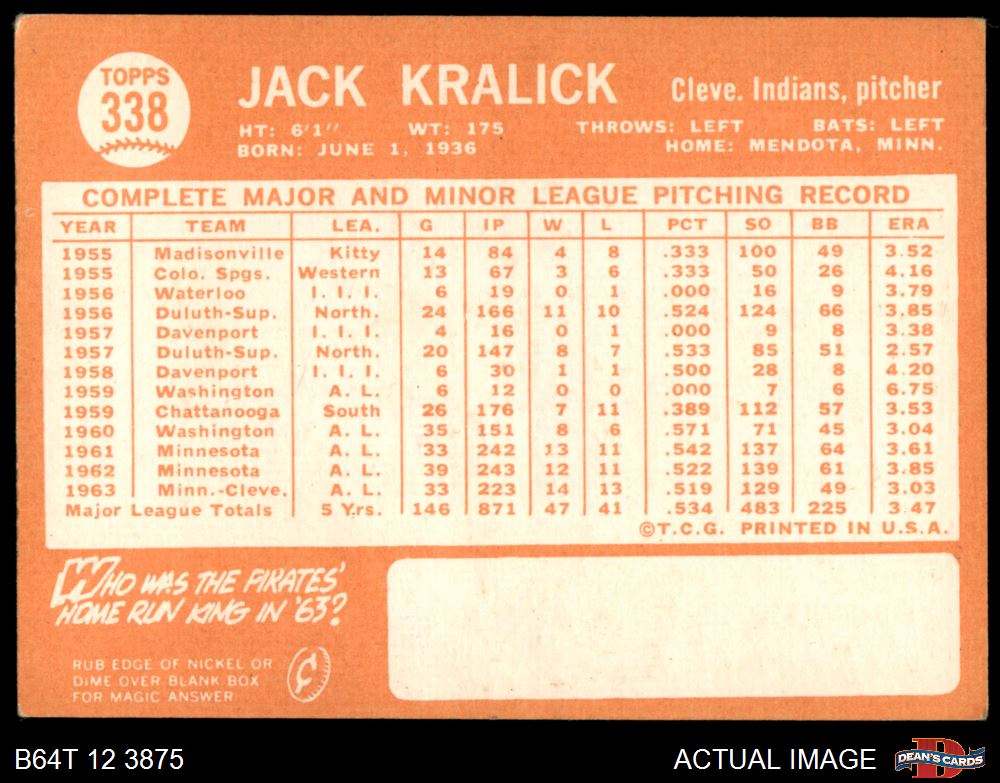 TOPPS
338
JACK KRALICK
Cleve. Indians, pitcher
HT: 6'1" WT: 175 THROWS: LEFT BATS: LEFT
BORN: JUNE 1, 1936 HOME: MENDOTA, MINN.
COMPLETE MAJOR AND MINOR LEAGUE PITCHING RECORD
YEAR TEAM LEA. G IP W L PCT SO BB ERA
1955 Madisonville Kitty 14 84 4 8 .333 100 49 3.52
1955 Colo. Spgs. Western 13 67 3 6 .333 50 26 4.16
1956 Waterloo I. I. I. 6 19 0 1 .000 16 9 3.79
1956 Duluth-Sup. North. 24 166 11 10 .524 124 66 3.85
1957 Davenport I. I. I. 4 16 0 1 .000 9 8 3.38
1957 Duluth-Sup. North. 20 147 8 7 .533 85 51 2.57
1958 Davenport I. I. I. 6 30 1 1 .500 28 8 4.20
1959 Washington A. L. 6 12 0 0 .000 7 6 6.75
1959 Chattanooga South 26 176 7 11 .389 112 57 3.53
1960 Washington A. L. 35 151 8 6 .571 71 45 3.04
1961 Minnesota A. L. 33 242 13 11 .542 137 64 3.61
1962 Minnesota A. L. 39 243 12 11 .522 139 61 3.85
1963 Minn.-Cleve. A. L. 33 223 14 13 .519 129 49 3.03
Major League Totals 5 Yrs. 146 871 47 41 .534 483 225 3.47
©T.C.G. PRINTED IN U.S.A.
WHO WAS THE PIRATES'
HOME RUN KING IN '63?
RUB EDGE OF NICKEL OR
DIME OVER BLANK BOX
FOR MAGIC ANSWER!
¢
B64T 12 3875
ACTUAL IMAGE
D
DEAN'S CARDS